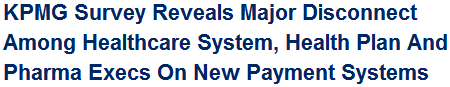 KPMG Survey Reveals Major Disconnect
Among Healthcare System, Health Plan And
Pharma Execs On New Payment Systems